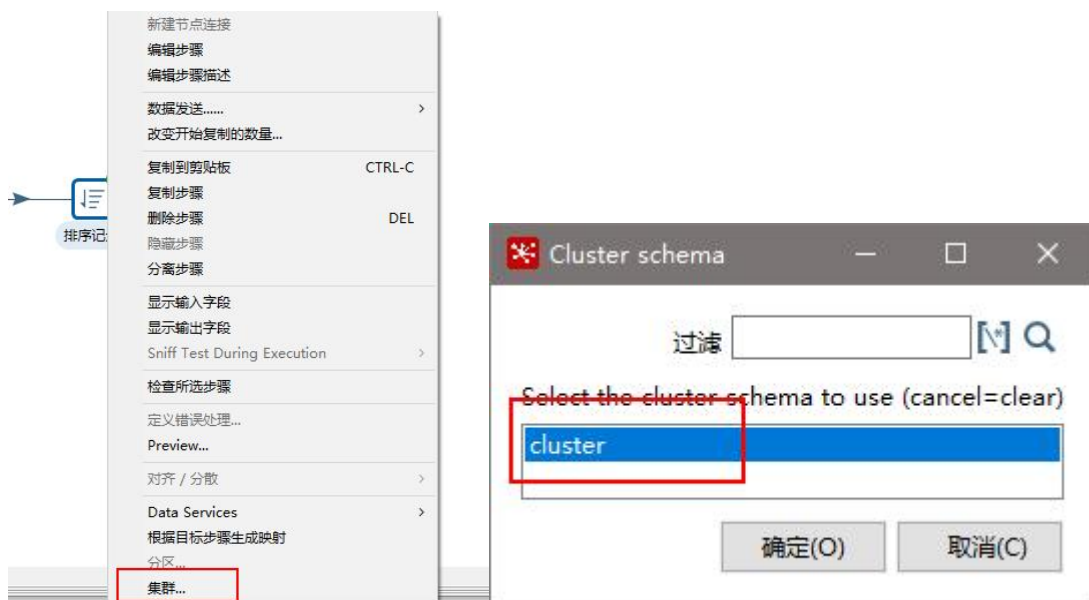 新建节点连接
编辑步骤
编辑步骤描述
数据发送......
改变开始复制的数量...
复制到剪贴板 CTRL-C
复制步骤
删除步骤 DEL
隐藏步骤
分离步骤
显示输入字段
显示输出字段
Sniff Test During Execution
检查所选步骤
定义错误处理...
Preview...
对齐 / 分散
Data Services
根据目标步骤生成映射
分区...
集群...
排序记
Cluster schema
过滤
Select the cluster schema to use (cancel=clear)
cluster
确定(O) 取消(C)